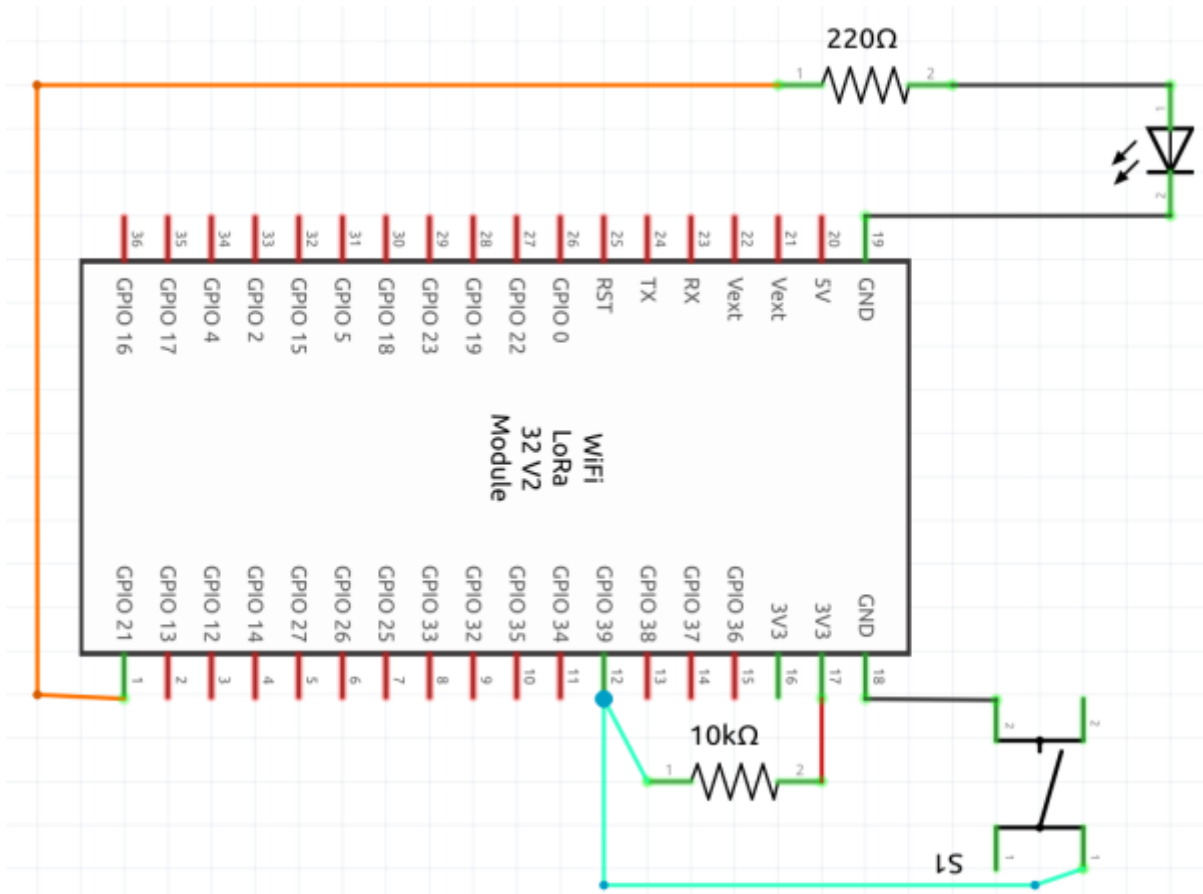 220Ω
1
2
1
2
36
35
34
33
32
31
30
29
28
27
26
25
24
23
22
21
20
19
GPIO 16
GPIO 17
GPIO 4
GPIO 2
GPIO 15
GPIO 5
GPIO 18
GPIO 23
GPIO 19
GPIO 22
GPIO 0
RST
TX
RX
Vext
Vext
5V
GND
WiFi
LoRa
32 V2
Module
GPIO 21
GPIO 13
GPIO 12
GPIO 14
GPIO 27
GPIO 26
GPIO 25
GPIO 33
GPIO 32
GPIO 35
GPIO 34
GPIO 39
GPIO 38
GPIO 37
GPIO 36
3V3
3V3
GND
1
2
3
4
5
6
7
8
9
10
11
12
13
14
15
16
17
18
10kΩ
1
2
2
2
S1
1
1